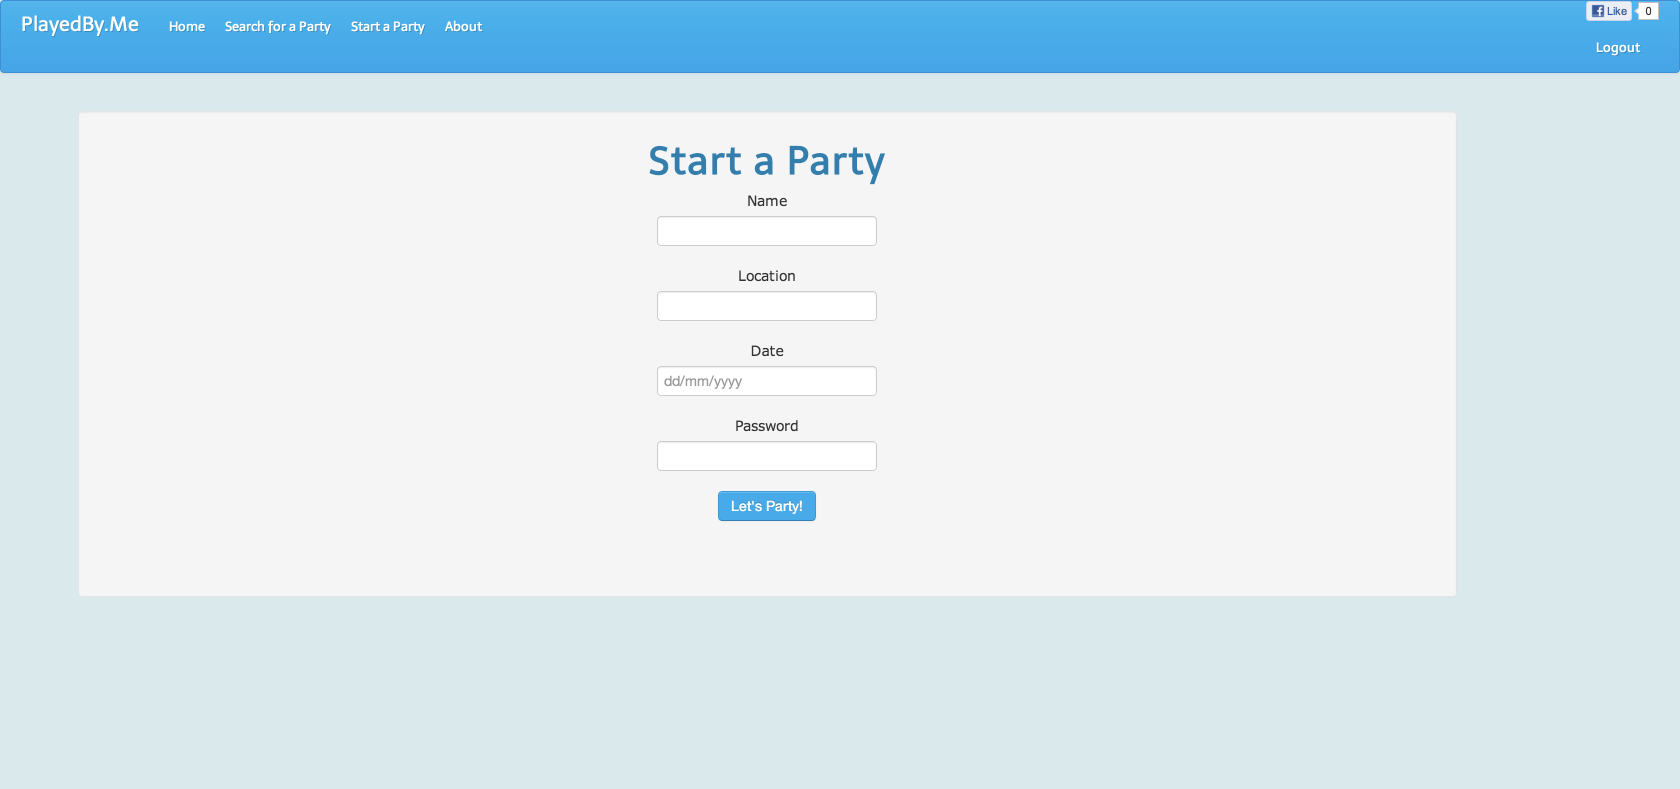 PlayedBy.Me Home Search for a Party Start a Party About
Like 0
Logout
Start a Party
Name
Location
Date
dd/mm/yyyy
Password
Let's Party!